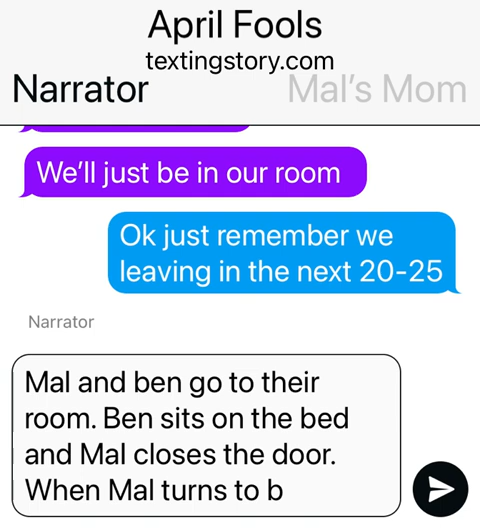 April Fools
textingstory.com
Narrator Mal's Mom
We'll just be in our room
Ok just remember we
leaving in the next 20-25
Narrator
Mal and ben go to their
room. Ben sits on the bed
and Mal closes the door.
When Mal turns to b